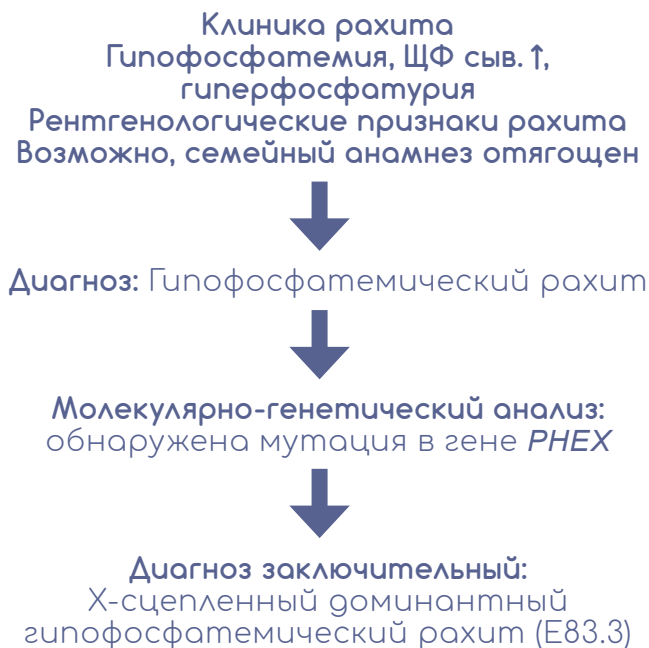 Клиника рахита
Гипофосфатемия, ЩФ сыв.↑,
гиперфосфатурия
Рентгенологические признаки рахита
Возможно, семейный анамнез отягощен
Диагноз: Гипофосфатемический рахит
Молекулярно-генетический анализ:
обнаружена мутация в гене PHEX
Диагноз заключительный:
Х-сцепленный доминантный
гипофосфатемический рахит (E83.3)